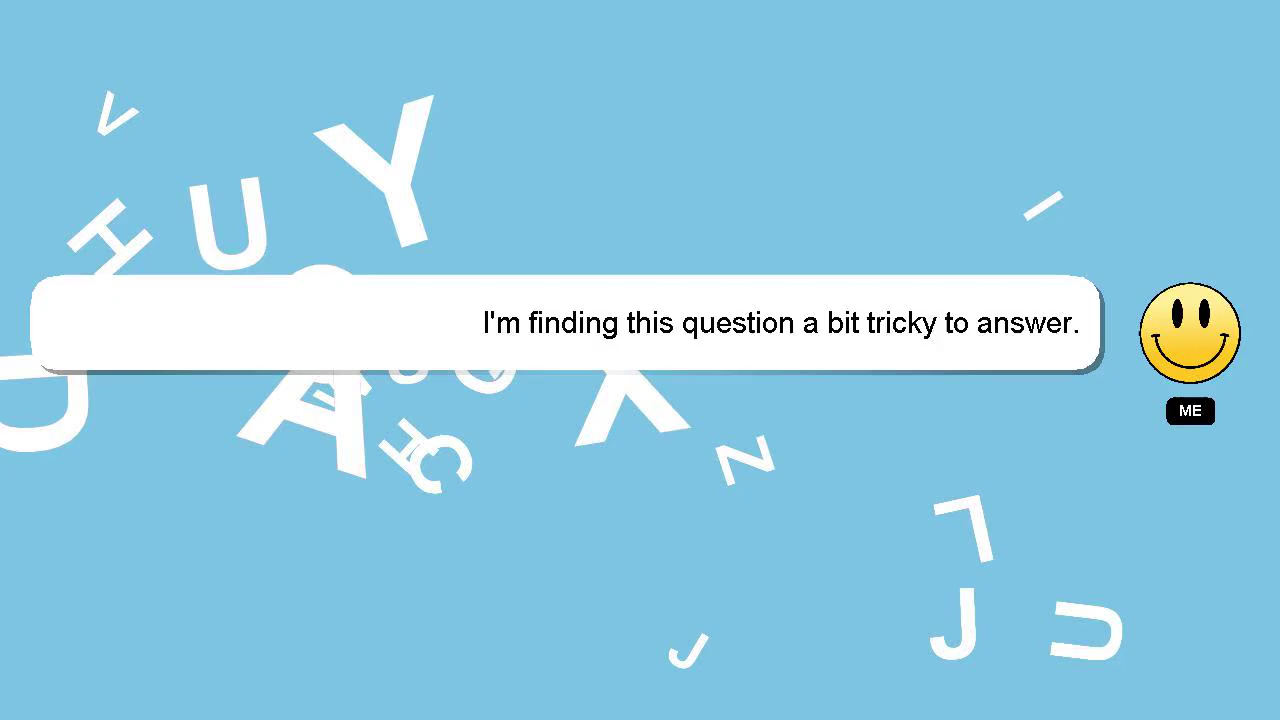 V
Y
U
H
I
I'm finding this question a bit tricky to answer.
ME
A
X
H
C
N
L
J
U
J